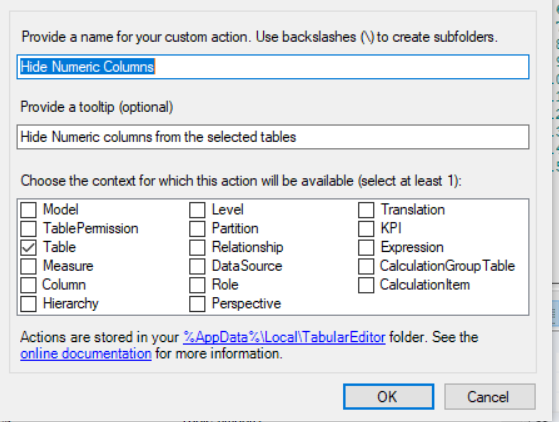 Provide a name for your custom action. Use backslashes (\) to create subfolders.
Hide Numeric Columns
Provide a tooltip (optional)
Hide Numeric columns from the selected tables
Choose the context for which this action will be available (select at least 1):
Model Level Translation
TablePermission Partition KPI
Table Relationship Expression
Measure DataSource CalculationGroupTable
Column Role CalculationItem
Hierarchy Perspective
Actions are stored in your %AppData%\Local\TabularEditor folder. See the
online documentation for more information.
OK Cancel